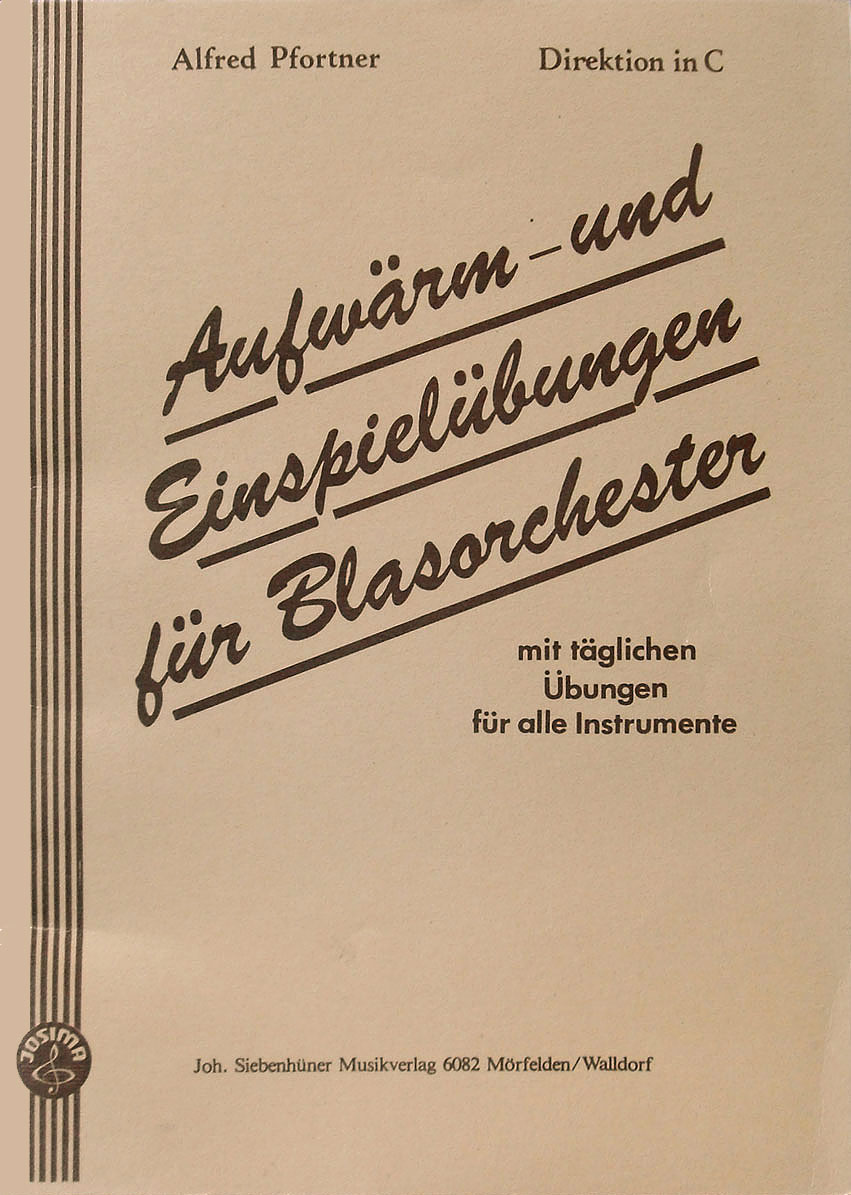 Alfred Pfortner
Direktion in C
Aufwärm - und
Einspielübungen
für Blasorchester
mit täglichen
Übungen
für alle Instrumente
JOSIMA
Joh. Siebenhüner Musikverlag 6082 Mörfelden/Walldorf